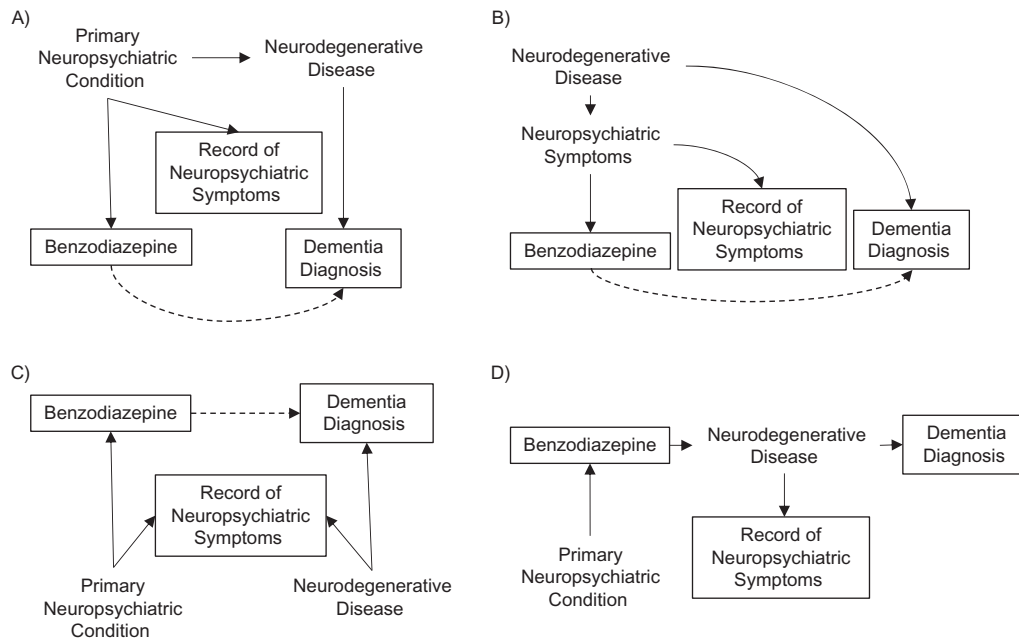 A)
Primary
Neuropsychiatric
Condition
Neurodegenerative
Disease
Record of
Neuropsychiatric
Symptoms
Benzodiazepine
Dementia
Diagnosis
B)
Neurodegenerative
Disease
Neuropsychiatric
Symptoms
Record of
Neuropsychiatric
Symptoms
Benzodiazepine
Dementia
Diagnosis
C)
Benzodiazepine
Dementia
Diagnosis
Record of
Neuropsychiatric
Symptoms
Primary
Neuropsychiatric
Condition
Neurodegenerative
Disease
D)
Benzodiazepine
Neurodegenerative
Disease
Dementia
Diagnosis
Record of
Neuropsychiatric
Symptoms
Primary
Neuropsychiatric
Condition